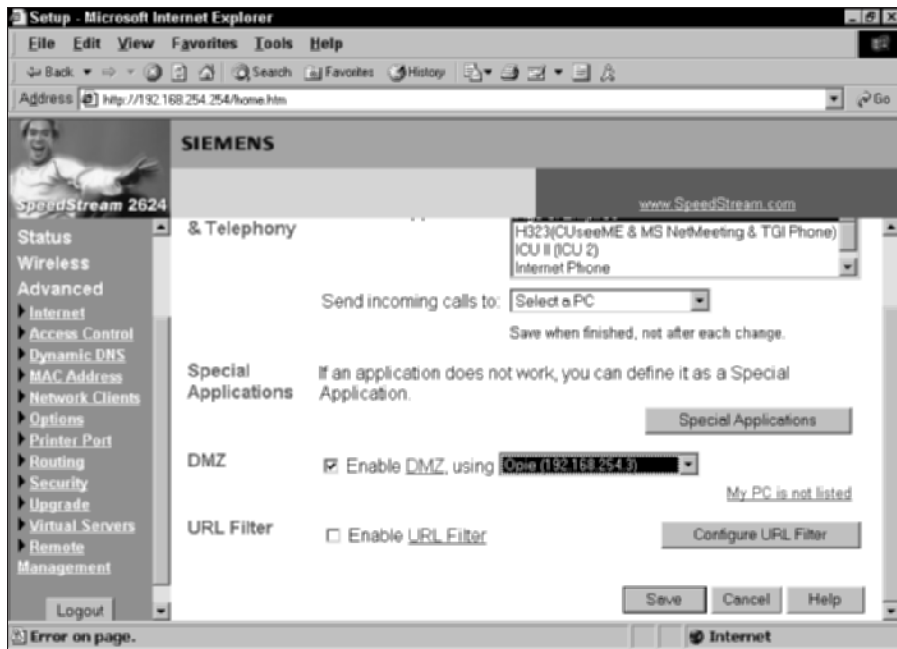 Setup - Microsoft Internet Explorer
File Edit View Favorites Tools Help
Back Search Favorites History
Address http://192.168.254.254/home.htm Go
SIEMENS
SpeedStream 2624
www.SpeedStream.com
Status
Wireless
Advanced
Internet
Access Control
Dynamic DNS
MAC Address
Network Clients
Options
Printer Port
Routing
Security
Upgrade
Virtual Servers
Remote
Management
Logout
& Telephony
H323(CUseeME & MS NetMeeting & TGI Phone)
ICU II (ICU 2)
Internet Phone
Send incoming calls to: Select a PC
Save when finished, not after each change.
Special
Applications
If an application does not work, you can define it as a Special
Application.
Special Applications
DMZ
Enable DMZ, using Opie (192.168.254.3)
My PC is not listed
URL Filter
Enable URL Filter
Configure URL Filter
Save Cancel Help
Error on page.
Internet